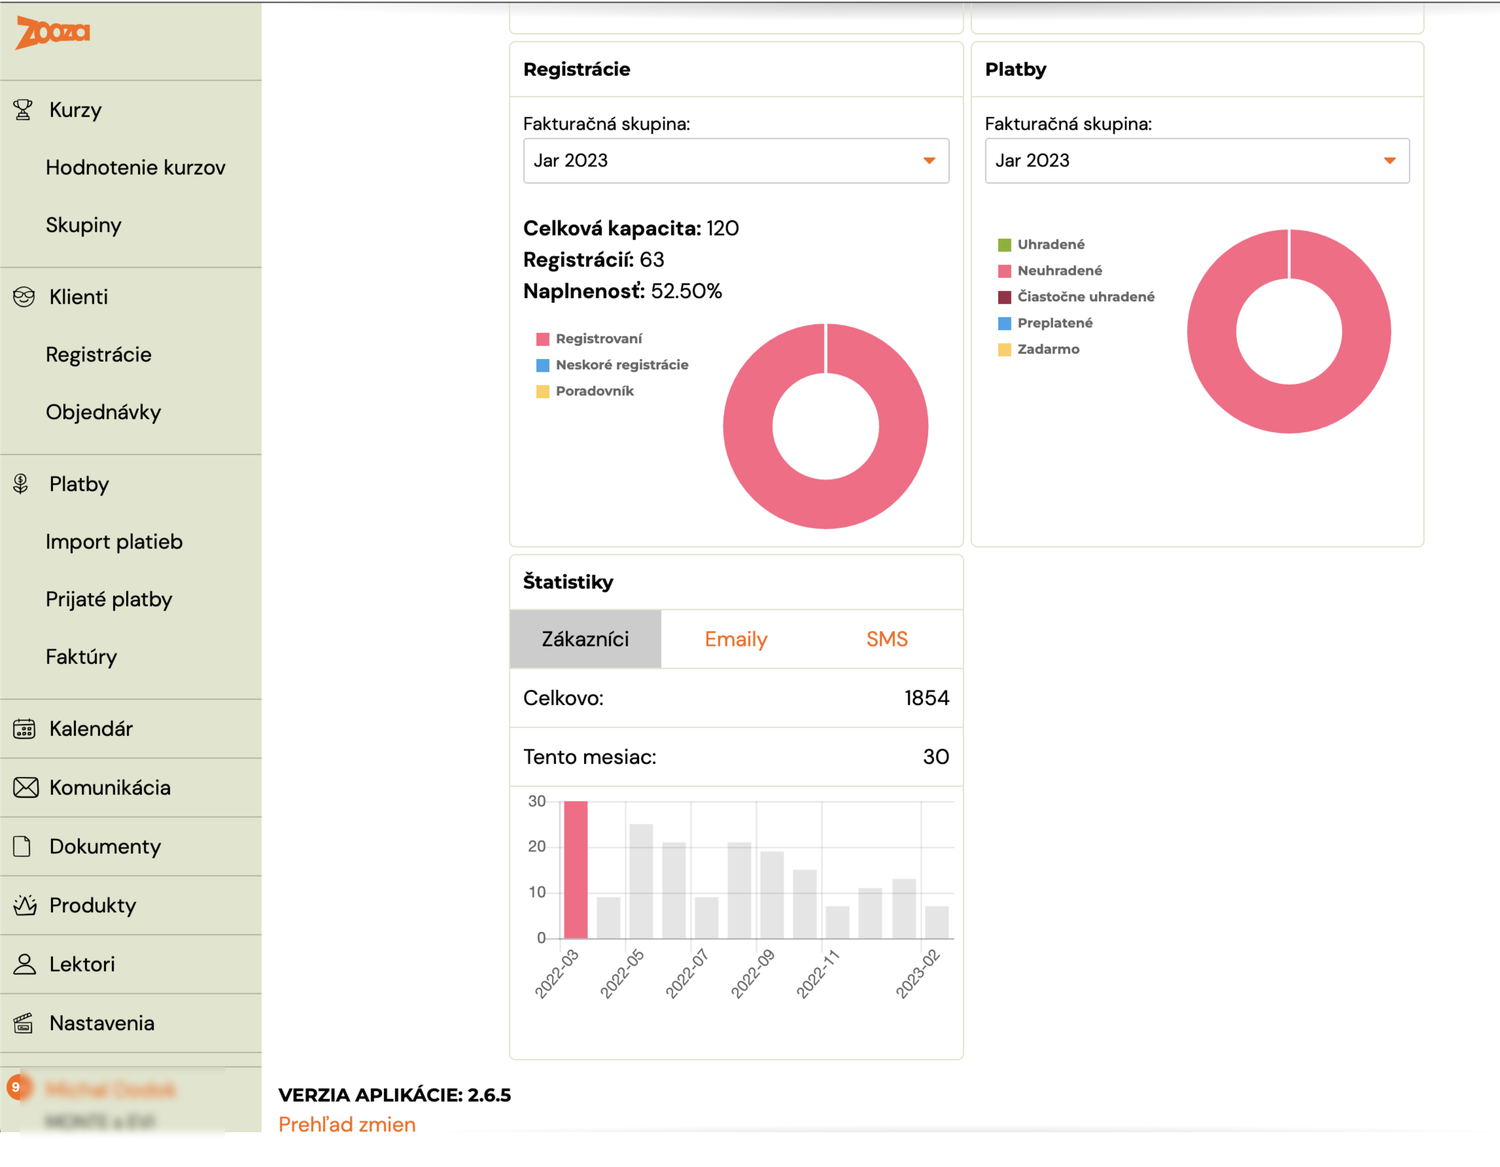 Zooza
Kurzy
Hodnotenie kurzov
Skupiny
Klienti
Registrácie
Objednávky
Platby
Import platieb
Prijaté platby
Faktúry
Kalendár
Komunikácia
Dokumenty
Produkty
Lektori
Nastavenia
9
Registrácie
Fakturačná skupina:
Jar 2023
Celková kapacita: 120
Registrácií: 63
Naplnenosť: 52.50%
Registrovaní
Neskoré registrácie
Poradovník
Platby
Fakturačná skupina:
Jar 2023
Uhradené
Neuhradené
Čiastočne uhradené
Preplatené
Zadarmo
Štatistiky
Zákazníci Emaily SMS
Celkovo: 1854
Tento mesiac: 30
30
20
10
0
2022-03 2022-05 2022-07 2022-09 2022-11 2023-02
VERZIA APLIKÁCIE: 2.6.5
Prehľad zmien